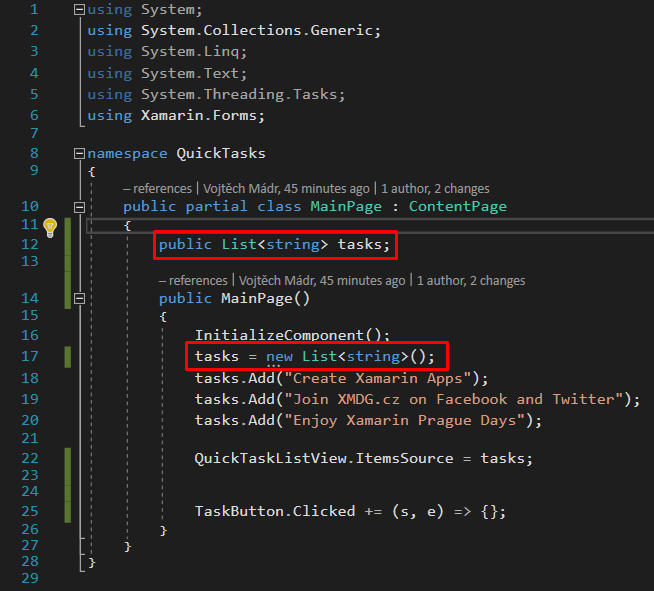 1 using System;
2 using System.Collections.Generic;
3 using System.Linq;
4 using System.Text;
5 using System.Threading.Tasks;
6 using Xamarin.Forms;
7
8 namespace QuickTasks
9 {
– references | Vojtěch Mádr, 45 minutes ago | 1 author, 2 changes
10 public partial class MainPage : ContentPage
11 {
12 public List<string> tasks;
13
– references | Vojtěch Mádr, 45 minutes ago | 1 author, 2 changes
14 public MainPage()
15 {
16 InitializeComponent();
17 tasks = new List<string>();
18 tasks.Add("Create Xamarin Apps");
19 tasks.Add("Join XMDG.cz on Facebook and Twitter");
20 tasks.Add("Enjoy Xamarin Prague Days");
21
22 QuickTaskListView.ItemsSource = tasks;
23
24
25 TaskButton.Clicked += (s, e) => {};
26 }
27 }
28 }
29